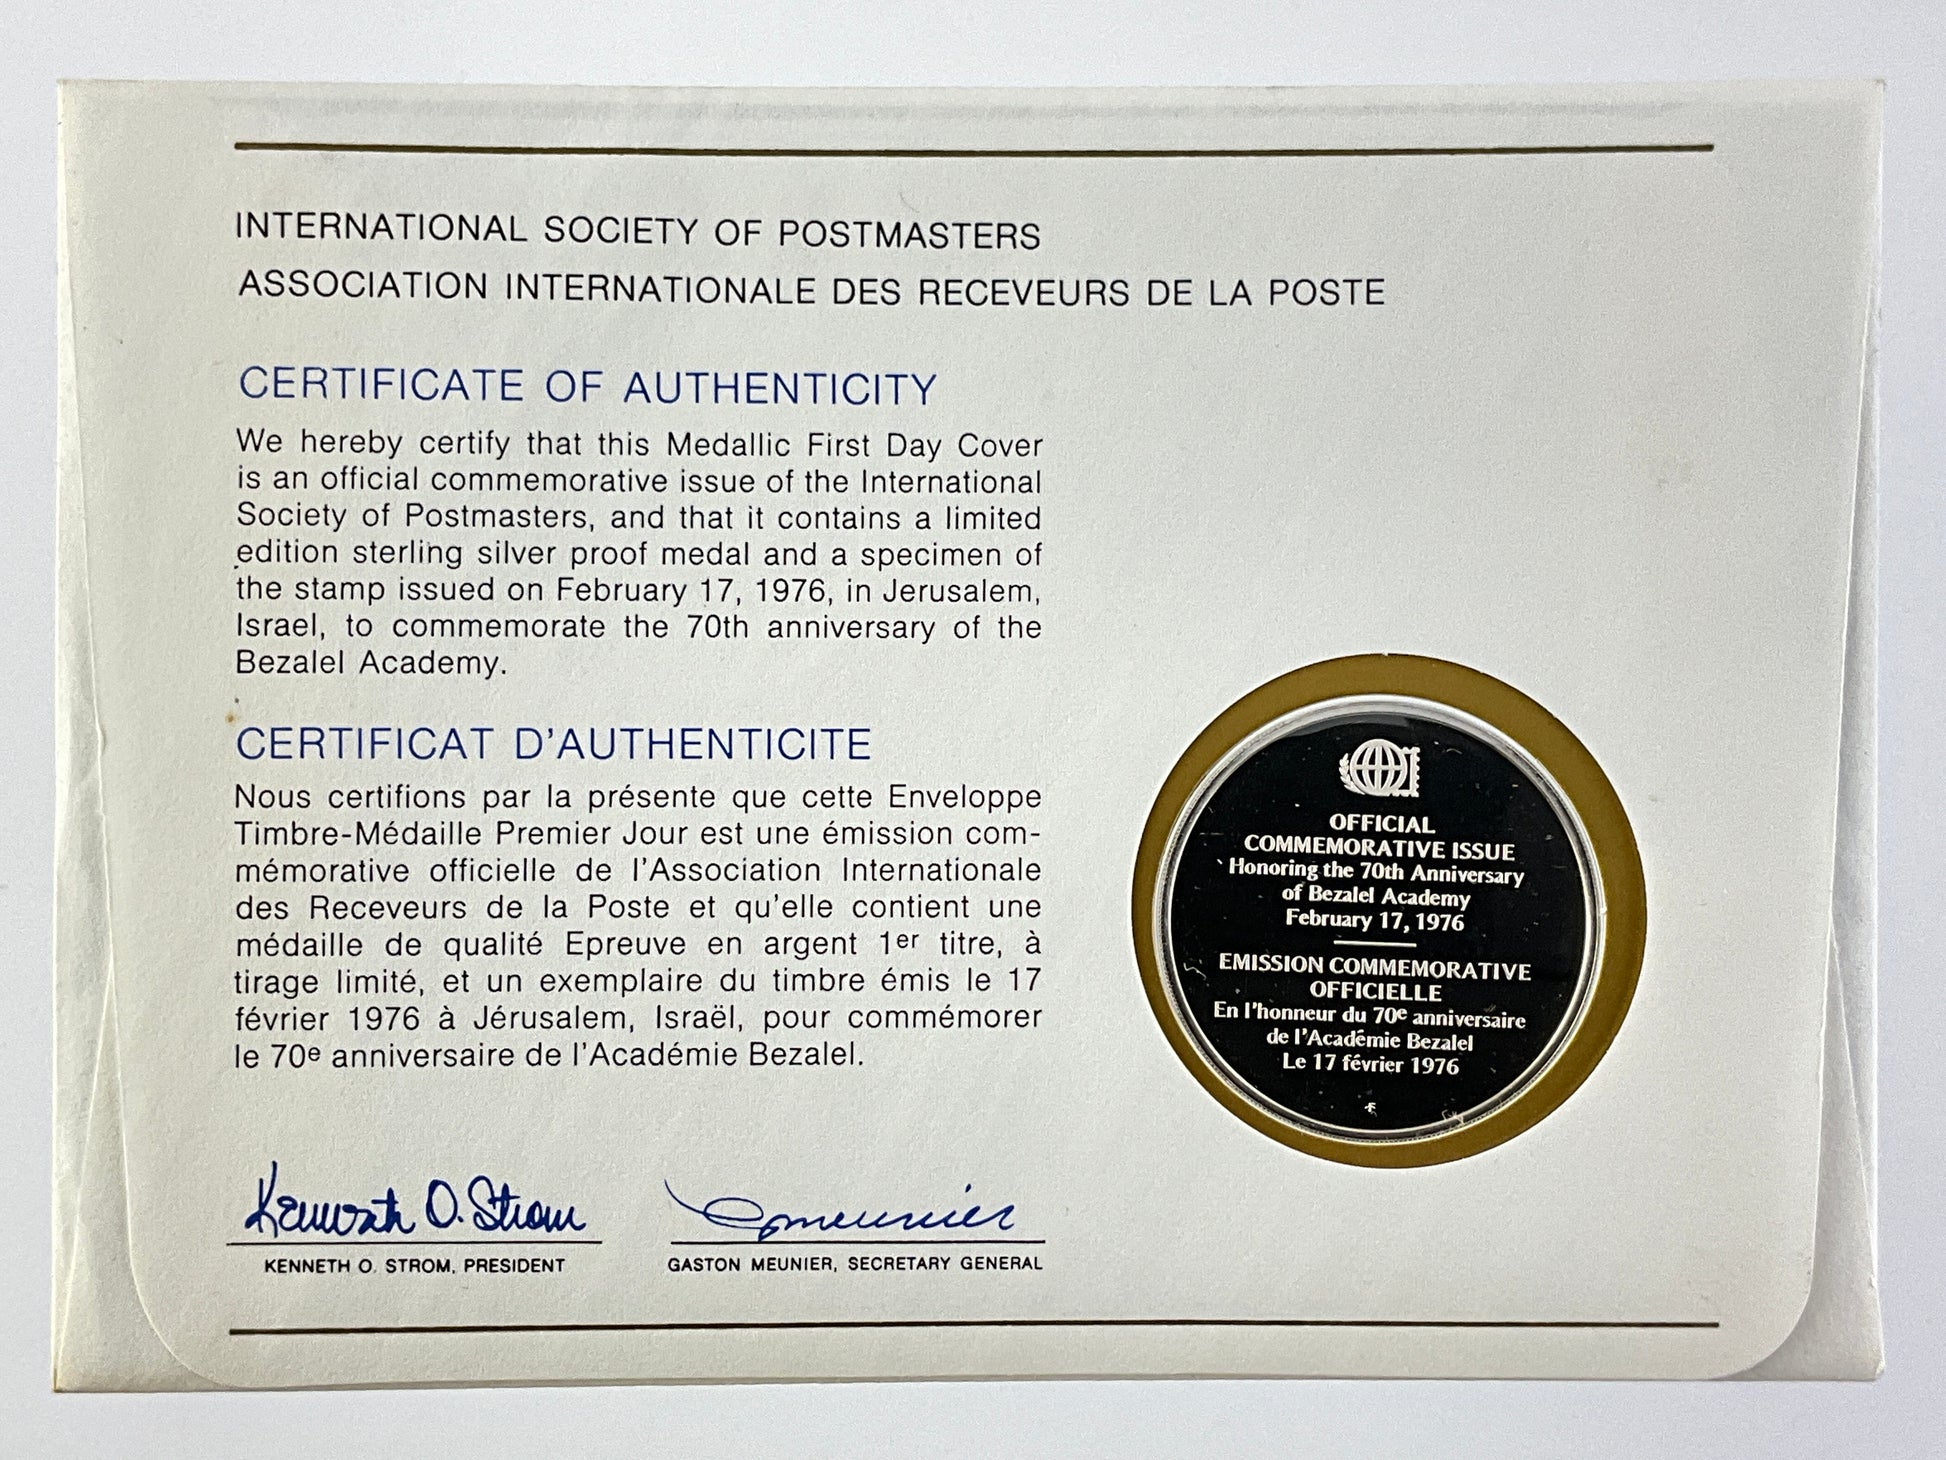 INTERNATIONAL SOCIETY OF POSTMASTERS
ASSOCIATION INTERNATIONALE DES RECEVEURS DE LA POSTE
CERTIFICATE OF AUTHENTICITY
We hereby certify that this Medallic First Day Cover
is an official commemorative issue of the International
Society of Postmasters, and that it contains a limited
edition sterling silver proof medal and a specimen of
the stamp issued on February 17, 1976, in Jerusalem,
Israel, to commemorate the 70th anniversary of the
Bezalel Academy.
CERTIFICAT D'AUTHENTICITE
Nous certifions par la présente que cette Enveloppe
Timbre-Médaille Premier Jour est une émission com-
mémorative officielle de l'Association Internationale
des Receveurs de la Poste et qu'elle contient une
médaille de qualité Epreuve en argent 1er titre, à
tirage limité, et un exemplaire du timbre émis le 17
février 1976 à Jérusalem, Israël, pour commémorer
le 70e anniversaire de l'Académie Bezalel.
Kenneth O. Strom
GMeunier
KENNETH O. STROM, PRESIDENT
GASTON MEUNIER, SECRETARY GENERAL
OFFICIAL
COMMEMORATIVE ISSUE
Honoring the 70th Anniversary
of Bezalel Academy
February 17, 1976
EMISSION COMMEMORATIVE
OFFICIELLE
En l'honneur du 70e anniversaire
de l'Académie Bezalel
Le 17 février 1976